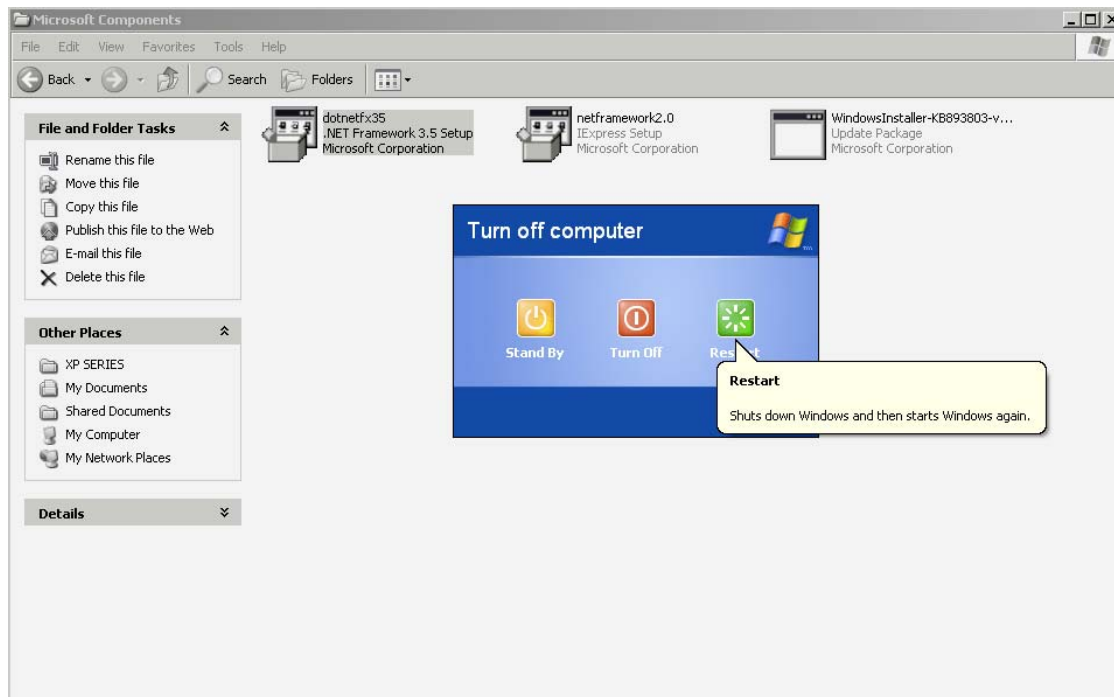 Microsoft Components
File Edit View Favorites Tools Help
Back Search Folders
File and Folder Tasks
Rename this file
Move this file
Copy this file
Publish this file to the Web
E-mail this file
Delete this file
Other Places
XP SERIES
My Documents
Shared Documents
My Computer
My Network Places
Details
dotnetfx35
.NET Framework 3.5 Setup
Microsoft Corporation
netframework2.0
IExpress Setup
Microsoft Corporation
WindowsInstaller-KB893803-v...
Update Package
Microsoft Corporation
Turn off computer
Stand By Turn Off Restart
Restart
Shuts down Windows and then starts Windows again.